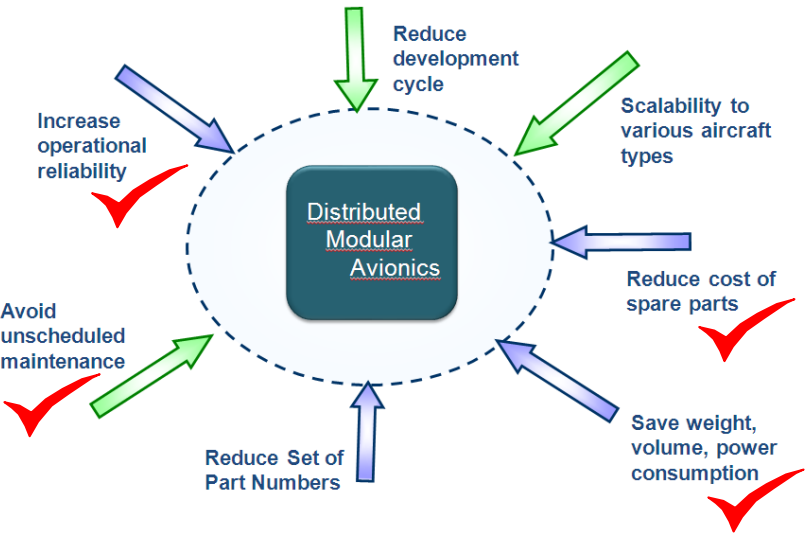 Reduce
development
cycle
Scalability to
various aircraft
types
Increase
operational
reliability
Distributed
Modular
Avionics
Reduce cost of
spare parts
Avoid
unscheduled
maintenance
Save weight,
volume, power
consumption
Reduce Set of
Part Numbers